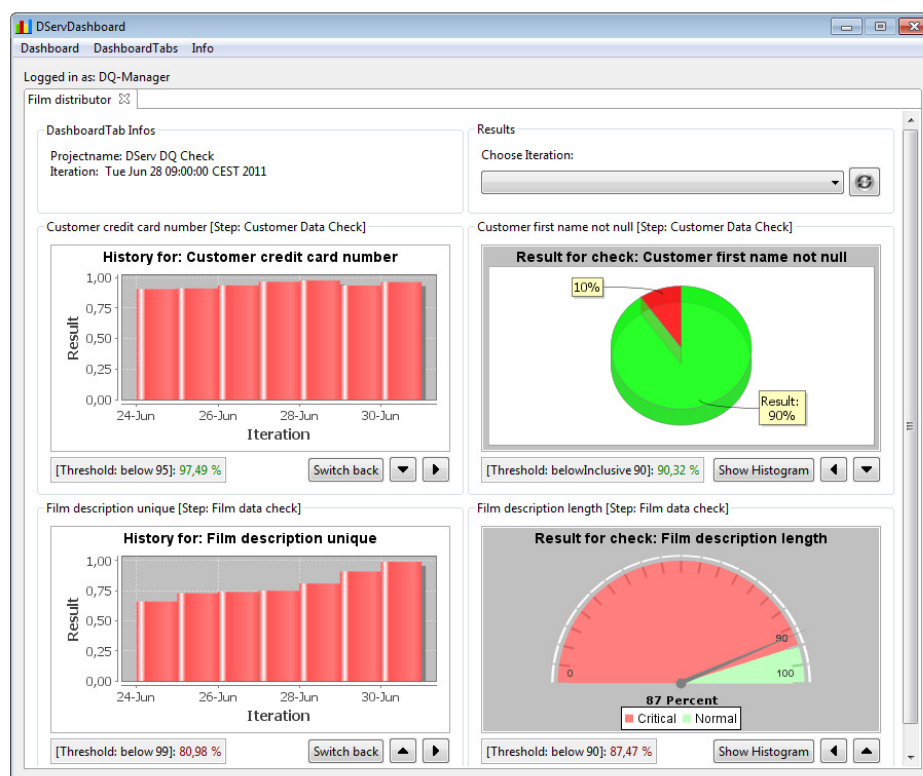 DServDashboard
Dashboard DashboardTabs Info
Logged in as: DQ-Manager
Film distributor
DashboardTab Infos
Projectname: DServ DQ Check
Iteration: Tue Jun 28 09:00:00 CEST 2011
Results
Choose Iteration:
Customer credit card number [Step: Customer Data Check]
History for: Customer credit card number
1,00
0,75
0,50
0,25
0,00
Result
24-Jun 26-Jun 28-Jun 30-Jun
Iteration
[Threshold: below 95]: 97,49 %
Switch back
Customer first name not null [Step: Customer Data Check]
Result for check: Customer first name not null
10%
Result:
90%
[Threshold: belowInclusive 90]: 90,32 %
Show Histogram
Film description unique [Step: Film data check]
History for: Film description unique
1,00
0,75
0,50
0,25
0,00
Result
24-Jun 26-Jun 28-Jun 30-Jun
Iteration
[Threshold: below 99]: 80,98 %
Switch back
Film description length [Step: Film data check]
Result for check: Film description length
90
0 100
87 Percent
Critical Normal
[Threshold: below 90]: 87,47 %
Show Histogram